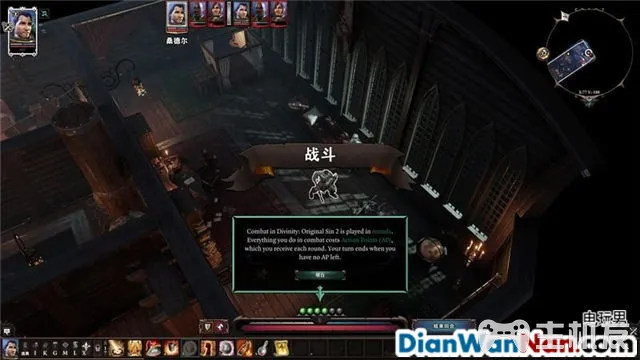 桑德尔
X:77 Y:-188
战斗
Combat in Divinity: Original Sin 2 is played in rounds.
Everything you do in combat costs Action Points (AP),
which you receive each round. Your turn ends when you
have no AP left.
明白
结束回合
电玩男
DianWanNan.com